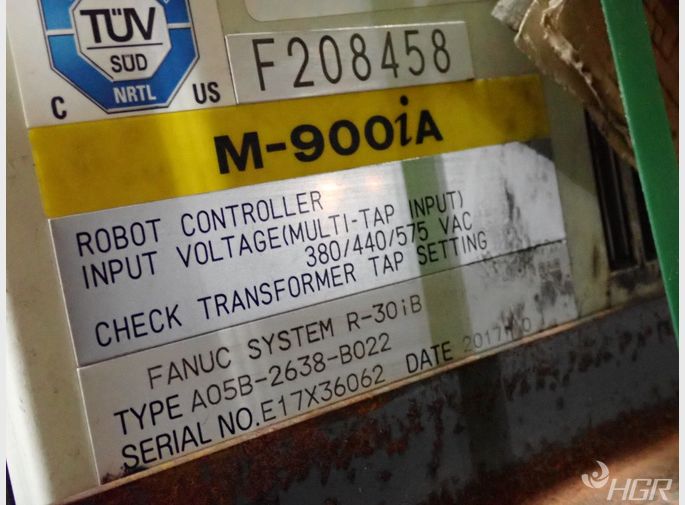 TÜV
SÜD
NRTL
C US
F208458
M-900iA
ROBOT CONTROLLER
INPUT VOLTAGE(MULTI-TAP INPUT)
380/440/575 VAC
CHECK TRANSFORMER TAP SETTING
FANUC SYSTEM R-30iB
TYPE A05B-2638-B022
SERIAL NO.E17X36062 DATE
HGR